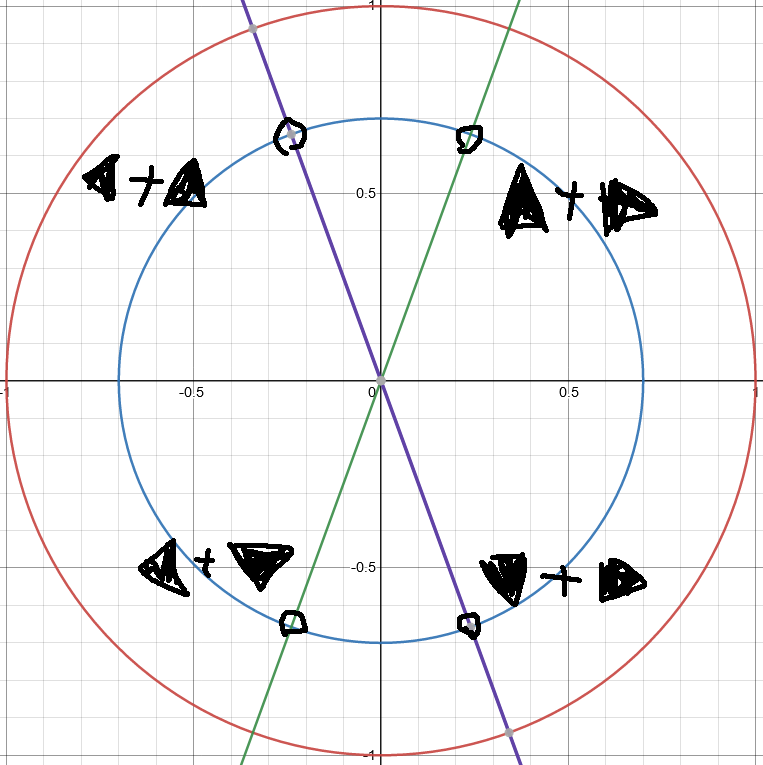 1
◀ + ▲
0.5
▲ + ▶
-1
-0.5
0
0.5
1
◀ + ▼
-0.5
▼ + ▶
-1